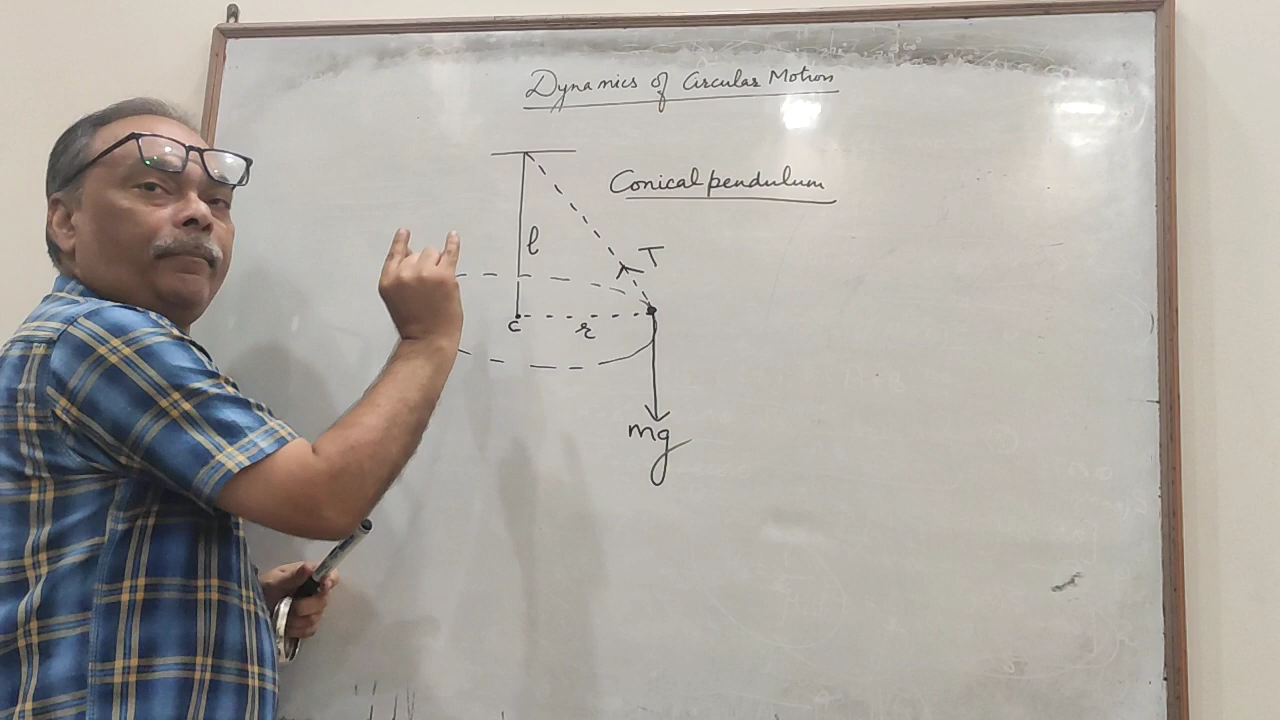 Dynamics of Circular Motion
Conical pendulum
l
T
c
r
mg